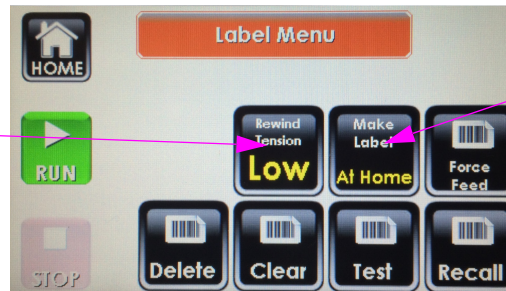 Label Menu
HOME
RUN
Rewind
Tension
Low
Make
Label
At Home
Force
Feed
STOP
Delete
Clear
Test
Recall